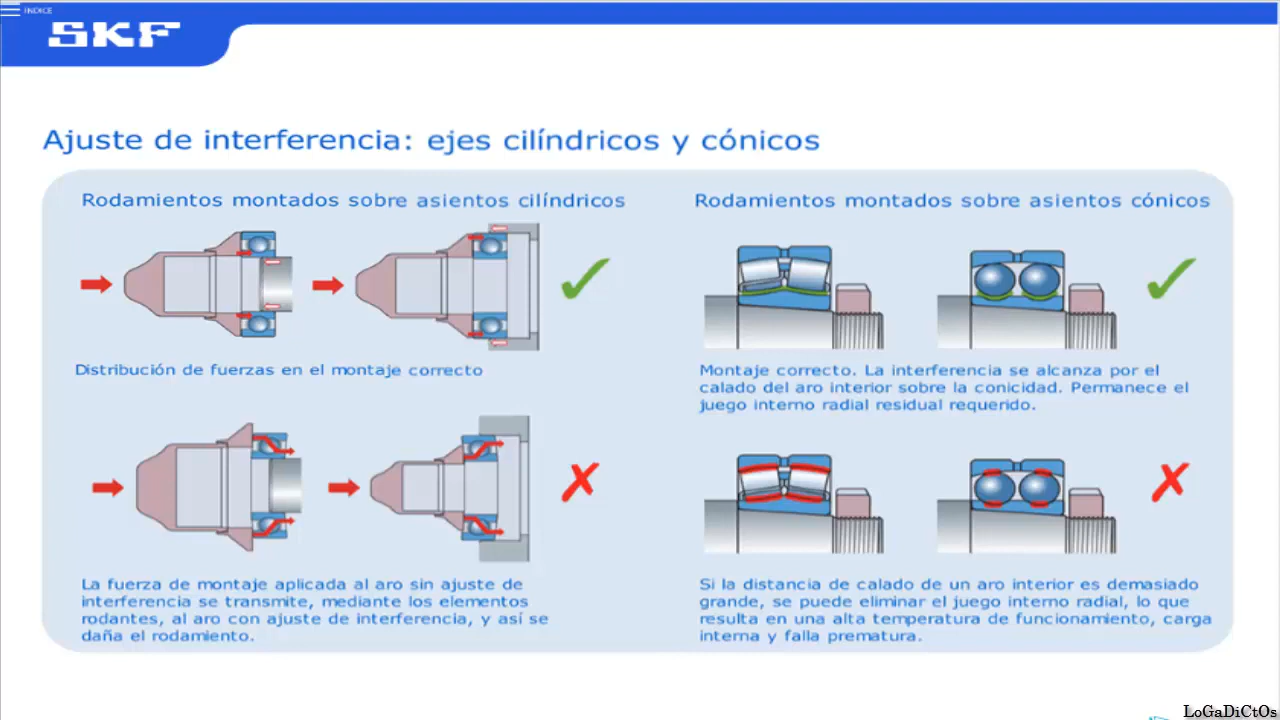 ÍNDICE
SKF
Ajuste de interferencia: ejes cilíndricos y cónicos
Rodamientos montados sobre asientos cilíndricos
Distribución de fuerzas en el montaje correcto
La fuerza de montaje aplicada al aro sin ajuste de
interferencia se transmite, mediante los elementos
rodantes, al aro con ajuste de interferencia, y así se
daña el rodamiento.
Rodamientos montados sobre asientos cónicos
Montaje correcto. La interferencia se alcanza por el
calado del aro interior sobre la conicidad. Permanece el
juego interno radial residual requerido.
Si la distancia de calado de un aro interior es demasiado
grande, se puede eliminar el juego interno radial, lo que
resulta en una alta temperatura de funcionamiento, carga
interna y falla prematura.
LoGaDiCtOs